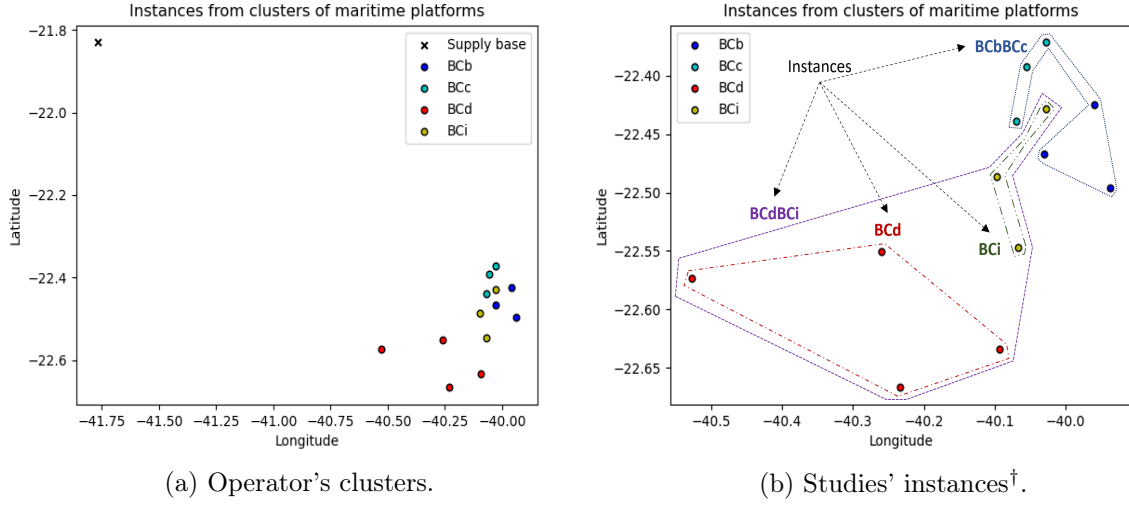 Instances from clusters of maritime platforms
−21.8
−22.0
−22.2
−22.4
−22.6
Latitude
Supply base
BCb
BCc
BCd
BCi
−41.75 −41.50 −41.25 −41.00 −40.75 −40.50 −40.25 −40.00
Longitude
(a) Operator's clusters.
Instances from clusters of maritime platforms
−22.40
−22.45
−22.50
−22.55
−22.60
−22.65
Latitude
BCb
BCc
BCd
BCi
BCbBCc
Instances
BCdBCi
BCd
BCi
−40.5 −40.4 −40.3 −40.2 −40.1 −40.0
Longitude
(b) Studies' instances†.